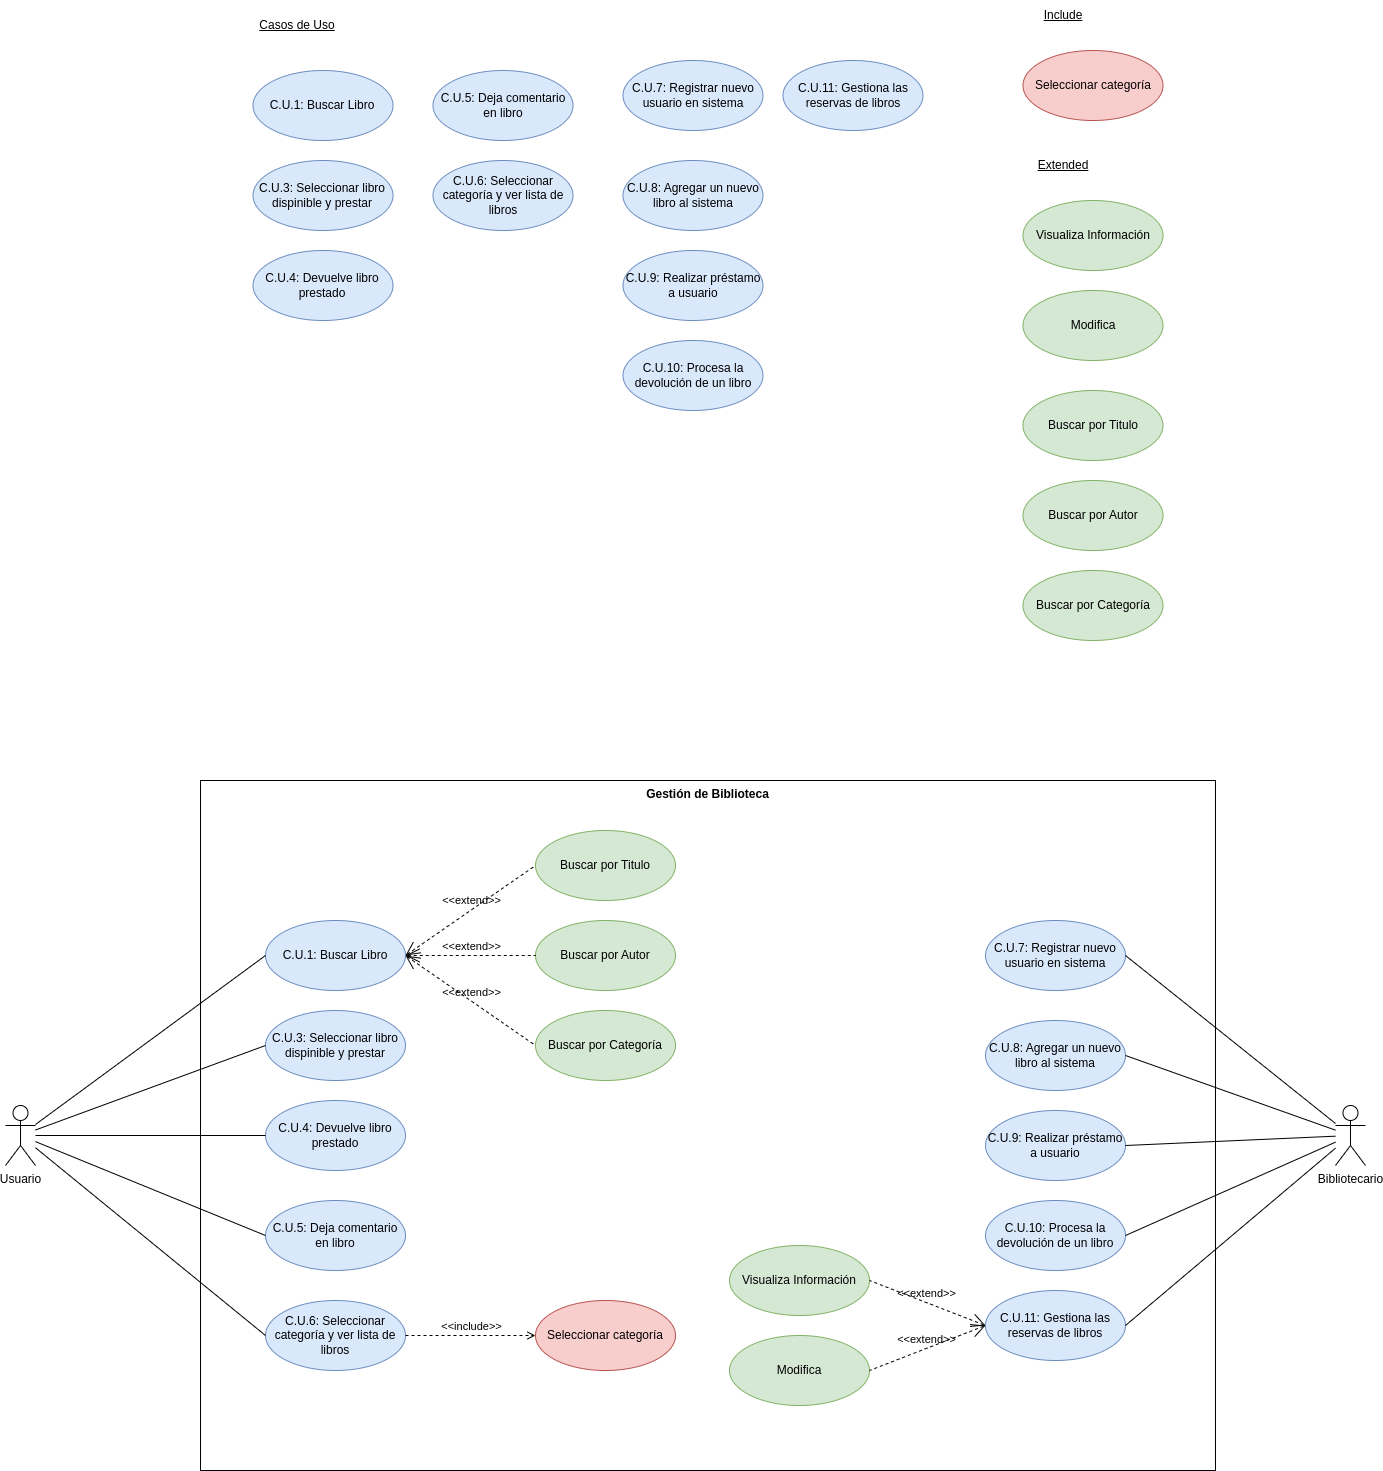 Casos de Uso
C.U.1: Buscar Libro
C.U.3: Seleccionar libro
dispinible y prestar
C.U.4: Devuelve libro
prestado
C.U.5: Deja comentario
en libro
C.U.6: Seleccionar
categoría y ver lista de
libros
C.U.7: Registrar nuevo
usuario en sistema
C.U.8: Agregar un nuevo
libro al sistema
C.U.9: Realizar préstamo
a usuario
C.U.10: Procesa la
devolución de un libro
C.U.11: Gestiona las
reservas de libros
Include
Seleccionar categoría
Extended
Visualiza Información
Modifica
Buscar por Titulo
Buscar por Autor
Buscar por Categoría
Gestión de Biblioteca
Usuario
C.U.1: Buscar Libro
<<extend>>
<<extend>>
<<extend>>
Buscar por Titulo
Buscar por Autor
Buscar por Categoría
C.U.3: Seleccionar libro
dispinible y prestar
C.U.4: Devuelve libro
prestado
C.U.5: Deja comentario
en libro
C.U.6: Seleccionar
categoría y ver lista de
libros
<<include>>
Seleccionar categoría
C.U.7: Registrar nuevo
usuario en sistema
C.U.8: Agregar un nuevo
libro al sistema
C.U.9: Realizar préstamo
a usuario
C.U.10: Procesa la
devolución de un libro
Visualiza Información
<<extend>>
Modifica
<<extend>>
C.U.11: Gestiona las
reservas de libros
Bibliotecario